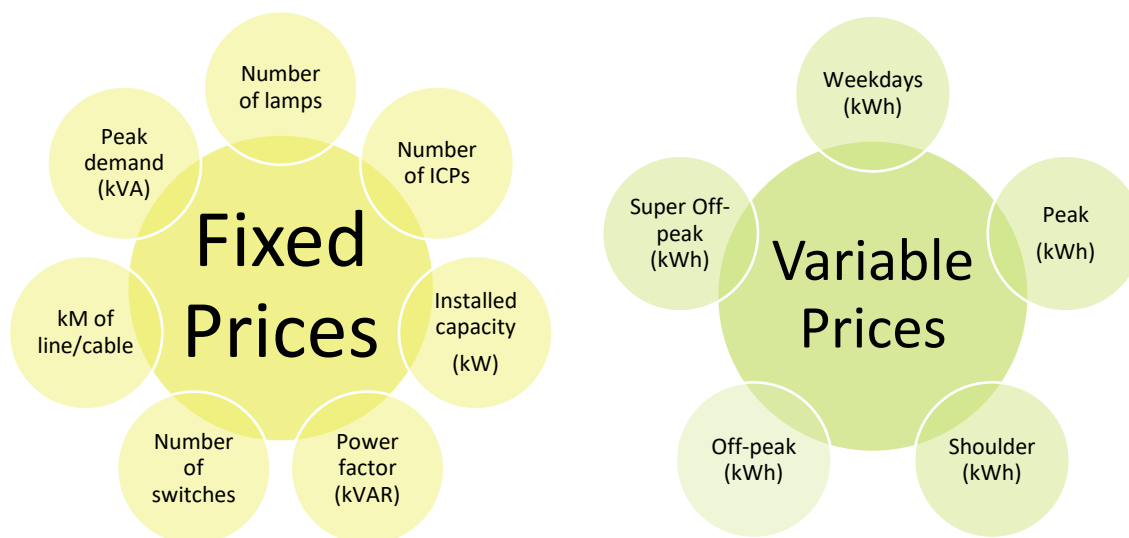 Fixed
Prices
Number
of lamps
Number
of ICPs
Installed
capacity
(kW)
Power
factor
(kVAR)
Number
of
switches
kM of
line/cable
Peak
demand
(kVA)
Variable
Prices
Weekdays
(kWh)
Peak
(kWh)
Shoulder
(kWh)
Off-peak
(kWh)
Super Off-
peak
(kWh)